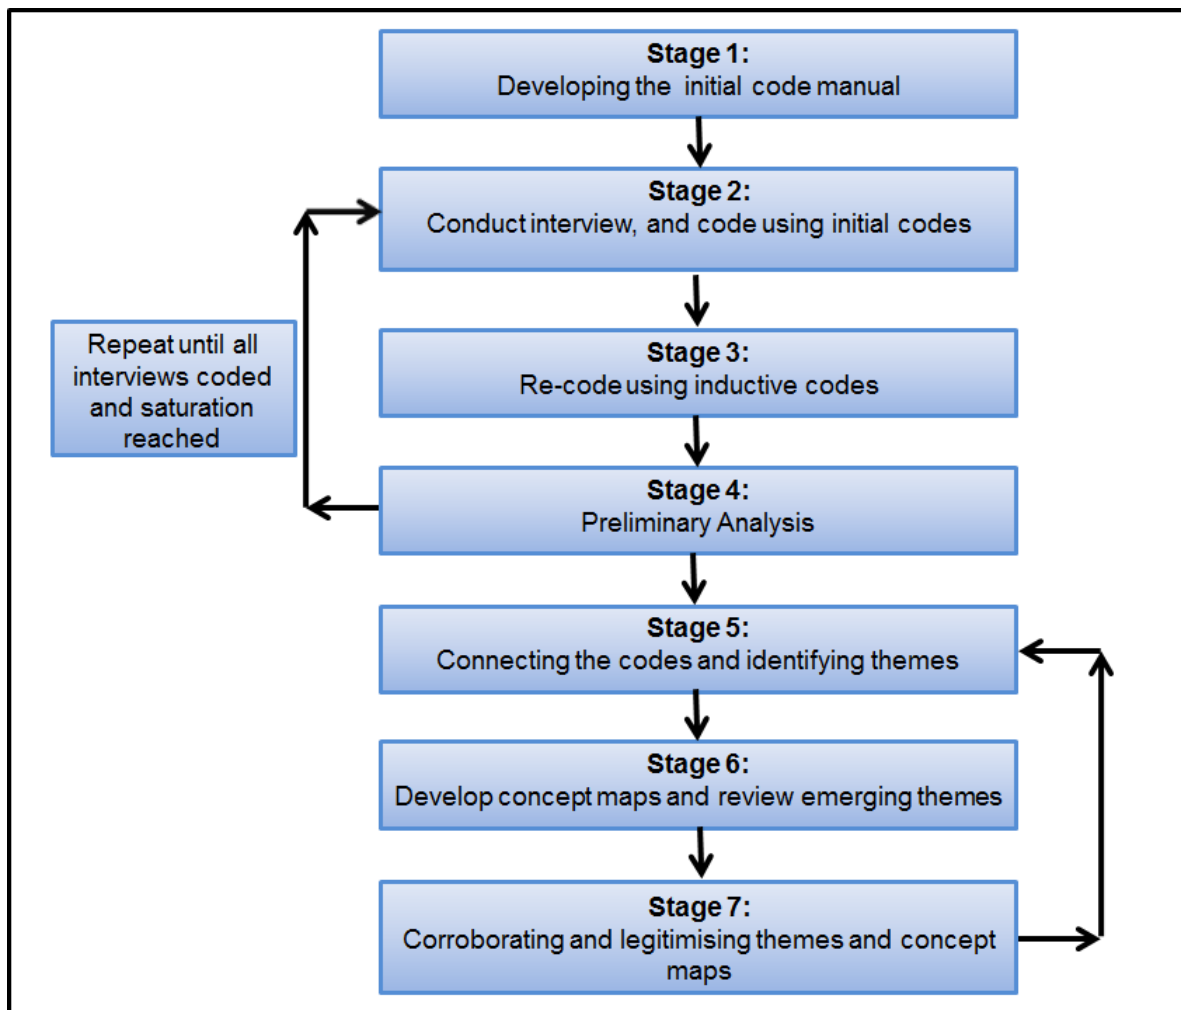 Stage 1:
Developing the initial code manual
Stage 2:
Conduct interview, and code using initial codes
Repeat until all
interviews coded
and saturation
reached
Stage 3:
Re-code using inductive codes
Stage 4:
Preliminary Analysis
Stage 5:
Connecting the codes and identifying themes
Stage 6:
Develop concept maps and review emerging themes
Stage 7:
Corroborating and legitimising themes and concept
maps